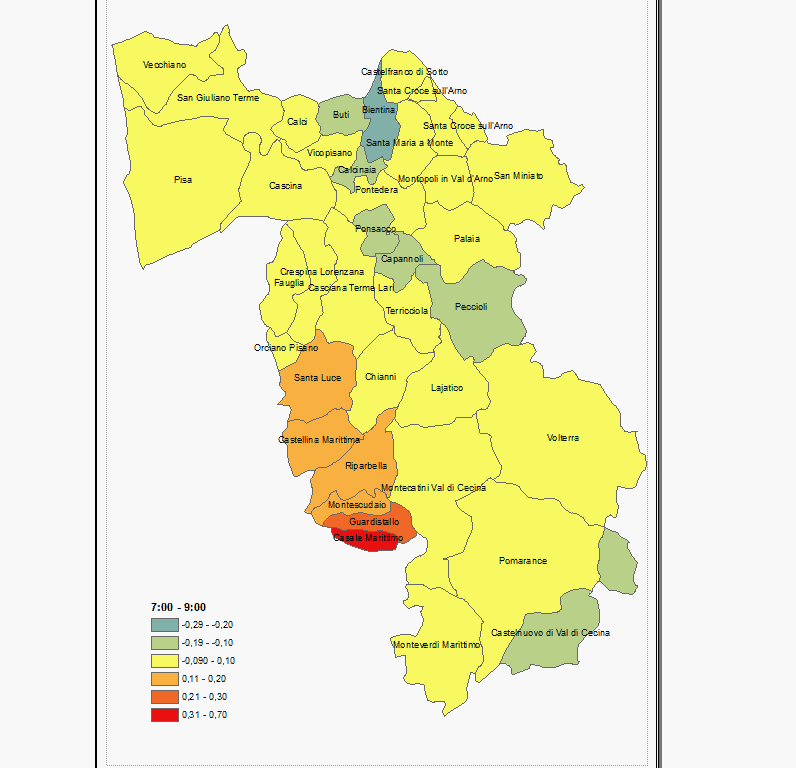 Castelfranco di Sotto
Vecchiano
Santa Croce sull'Arno
San Giuliano Terme
Bientina
Buti
Calci
Santa Croce sull'Arno
Santa Maria a Monte
Vicopisano
Calcinaia
San Miniato
Pisa
Montopoli in Val d'Arno
Cascina
Pontedera
Ponsacco
Palaia
Capannoli
Crespina Lorenzana
Fauglia
Casciana Terme Lari
Peccioli
Terricciola
Orciano Pisano
Santa Luce
Chianni
Lajatico
Volterra
Castellina Marittima
Riparbella
Montecatini Val di Cecina
Montescudaio
Guardistallo
Casale Marittimo
Pomarance
Castelnuovo di Val di Cecina
Monteverdi Marittimo
7:00 - 9:00
-0,29 - -0,20
-0,19 - -0,10
-0,090 - 0,10
0,11 - 0,20
0,21 - 0,30
0,31 - 0,70